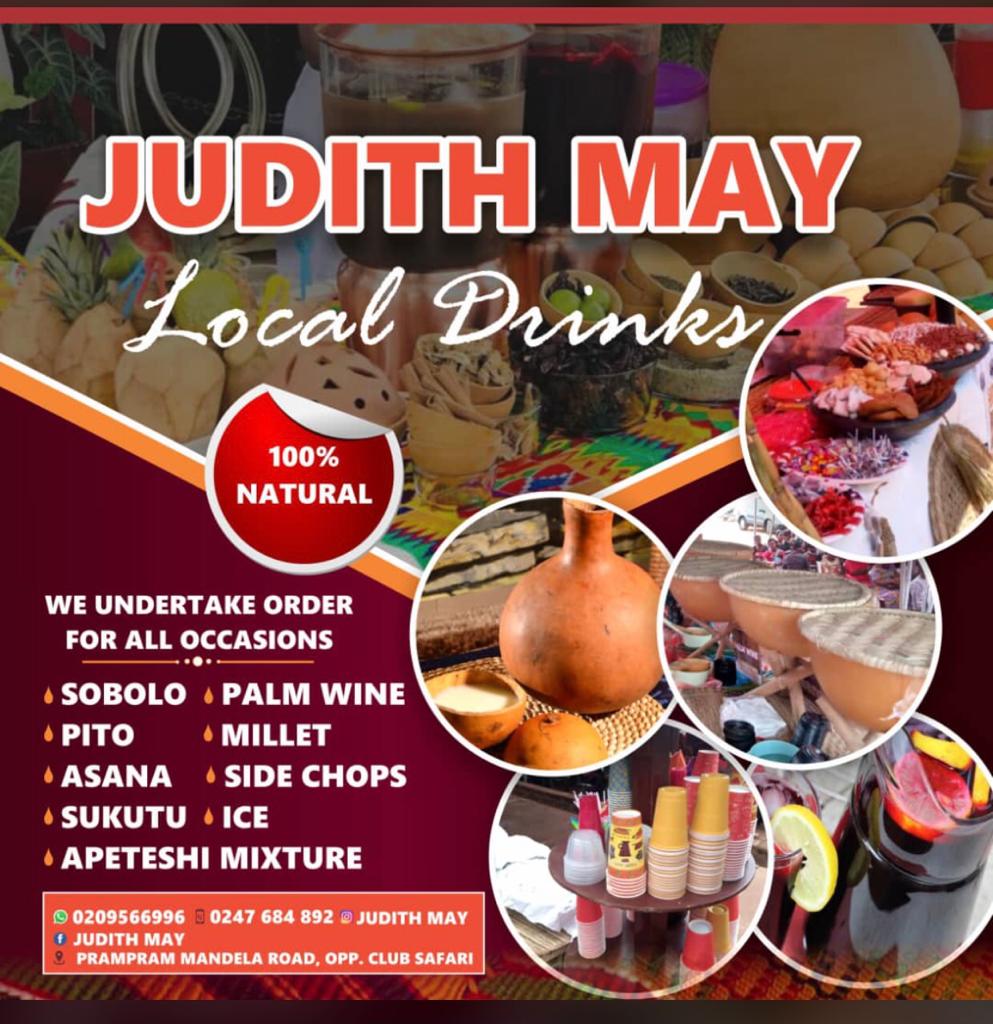 JUDITH MAY
Local Drinks
100%
NATURAL
WE UNDERTAKE ORDER
FOR ALL OCCASIONS
SOBOLO
PALM WINE
PITO
MILLET
ASANA
SIDE CHOPS
SUKUTU
ICE
APETESHI MIXTURE
0209566996 0247 684 892 JUDITH MAY
JUDITH MAY
PRAMPRAM MANDELA ROAD, OPP. CLUB SAFARI